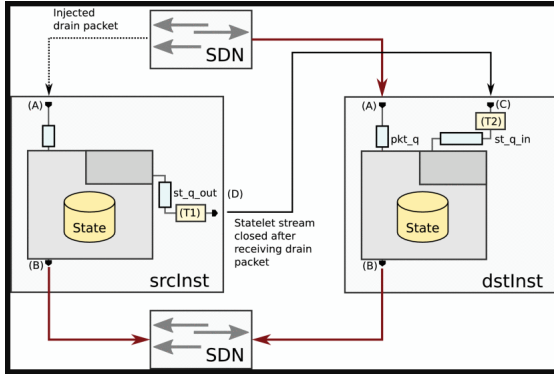 Injected
drain packet
SDN
(A)
(A)
(C)
(T2)
pkt_q
st_q_in
st_q_out
(D)
(T1)
State
Statelet stream
closed after
receiving drain
packet
State
(B)
(B)
srcInst
dstInst
SDN